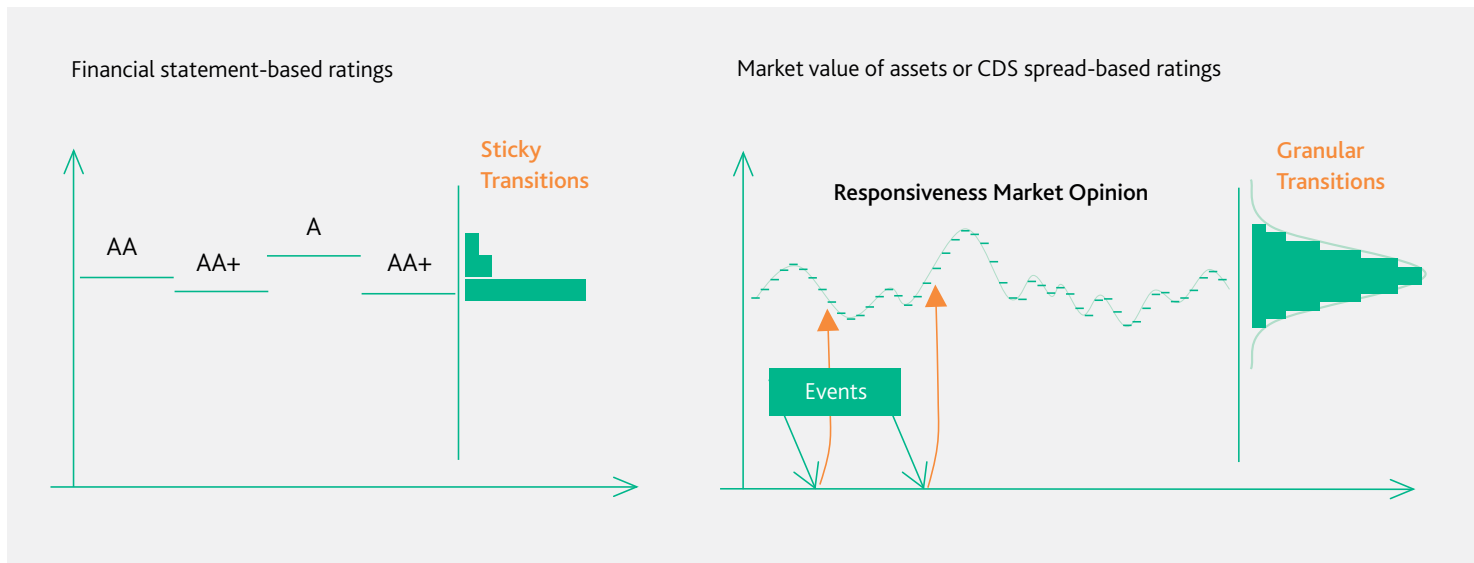 Financial statement-based ratings
Sticky
Transitions
AA
AA+
A
AA+
Market value of assets or CDS spread-based ratings
Granular
Transitions
Responsiveness Market Opinion
Events